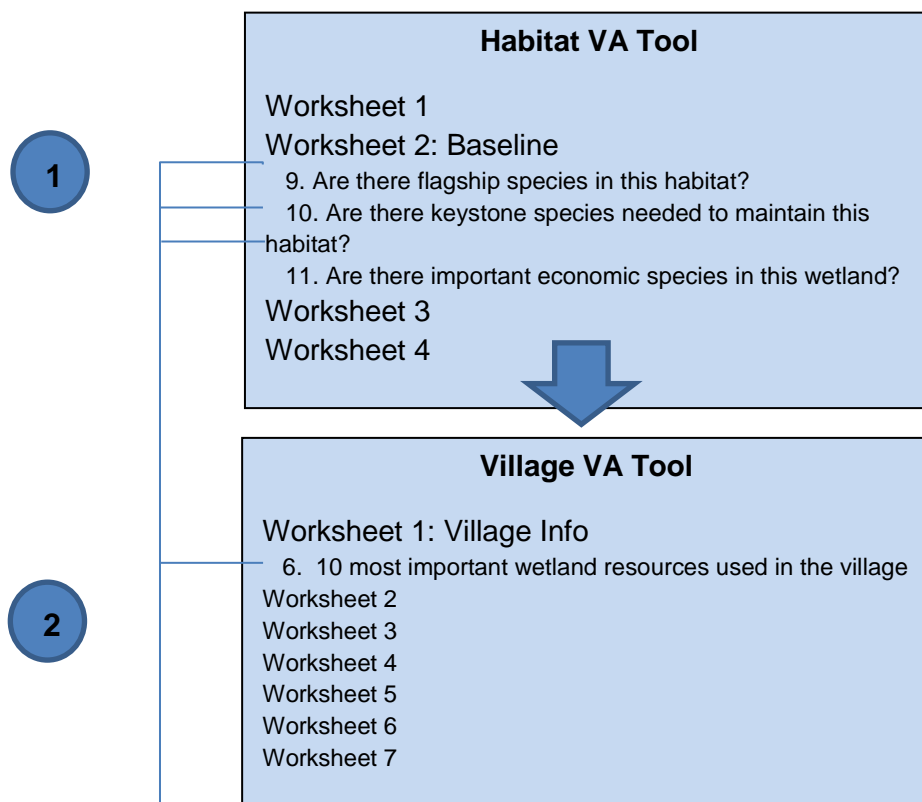 Habitat VA Tool
Worksheet 1
Worksheet 2: Baseline
1
9. Are there flagship species in this habitat?
10. Are there keystone species needed to maintain this
habitat?
11. Are there important economic species in this wetland?
Worksheet 3
Worksheet 4
Village VA Tool
Worksheet 1: Village Info
6. 10 most important wetland resources used in the village
Worksheet 2
2
Worksheet 3
Worksheet 4
Worksheet 5
Worksheet 6
Worksheet 7